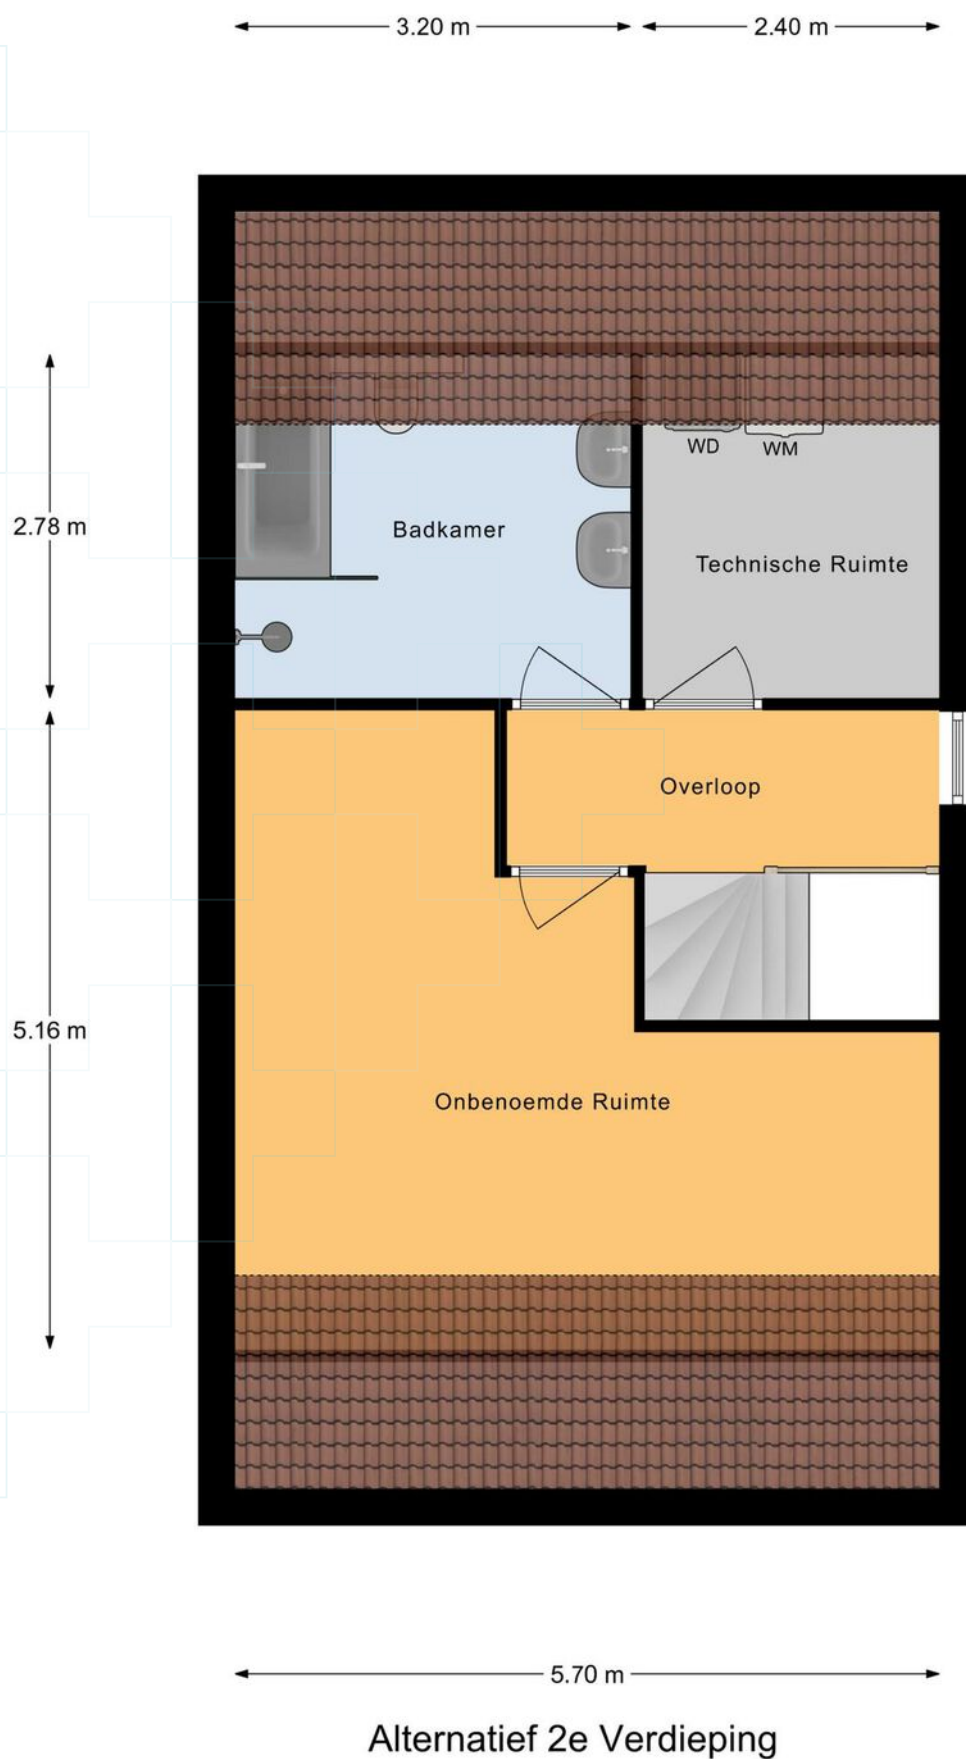 3.20 m
2.40 m
WD
WM
2.78 m
Badkamer
Technische Ruimte
Overloop
5.16 m
Onbenoemde Ruimte
5.70 m
Alternatief 2e Verdieping